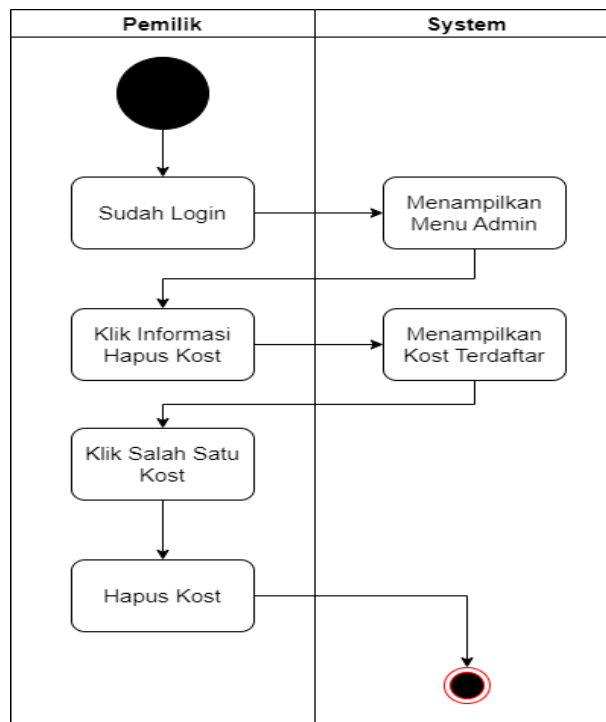 Pemilik
System
Sudah Login
Menampilkan
Menu Admin
Klik Informasi
Hapus Kost
Menampilkan
Kost Terdaftar
Klik Salah Satu
Kost
Hapus Kost